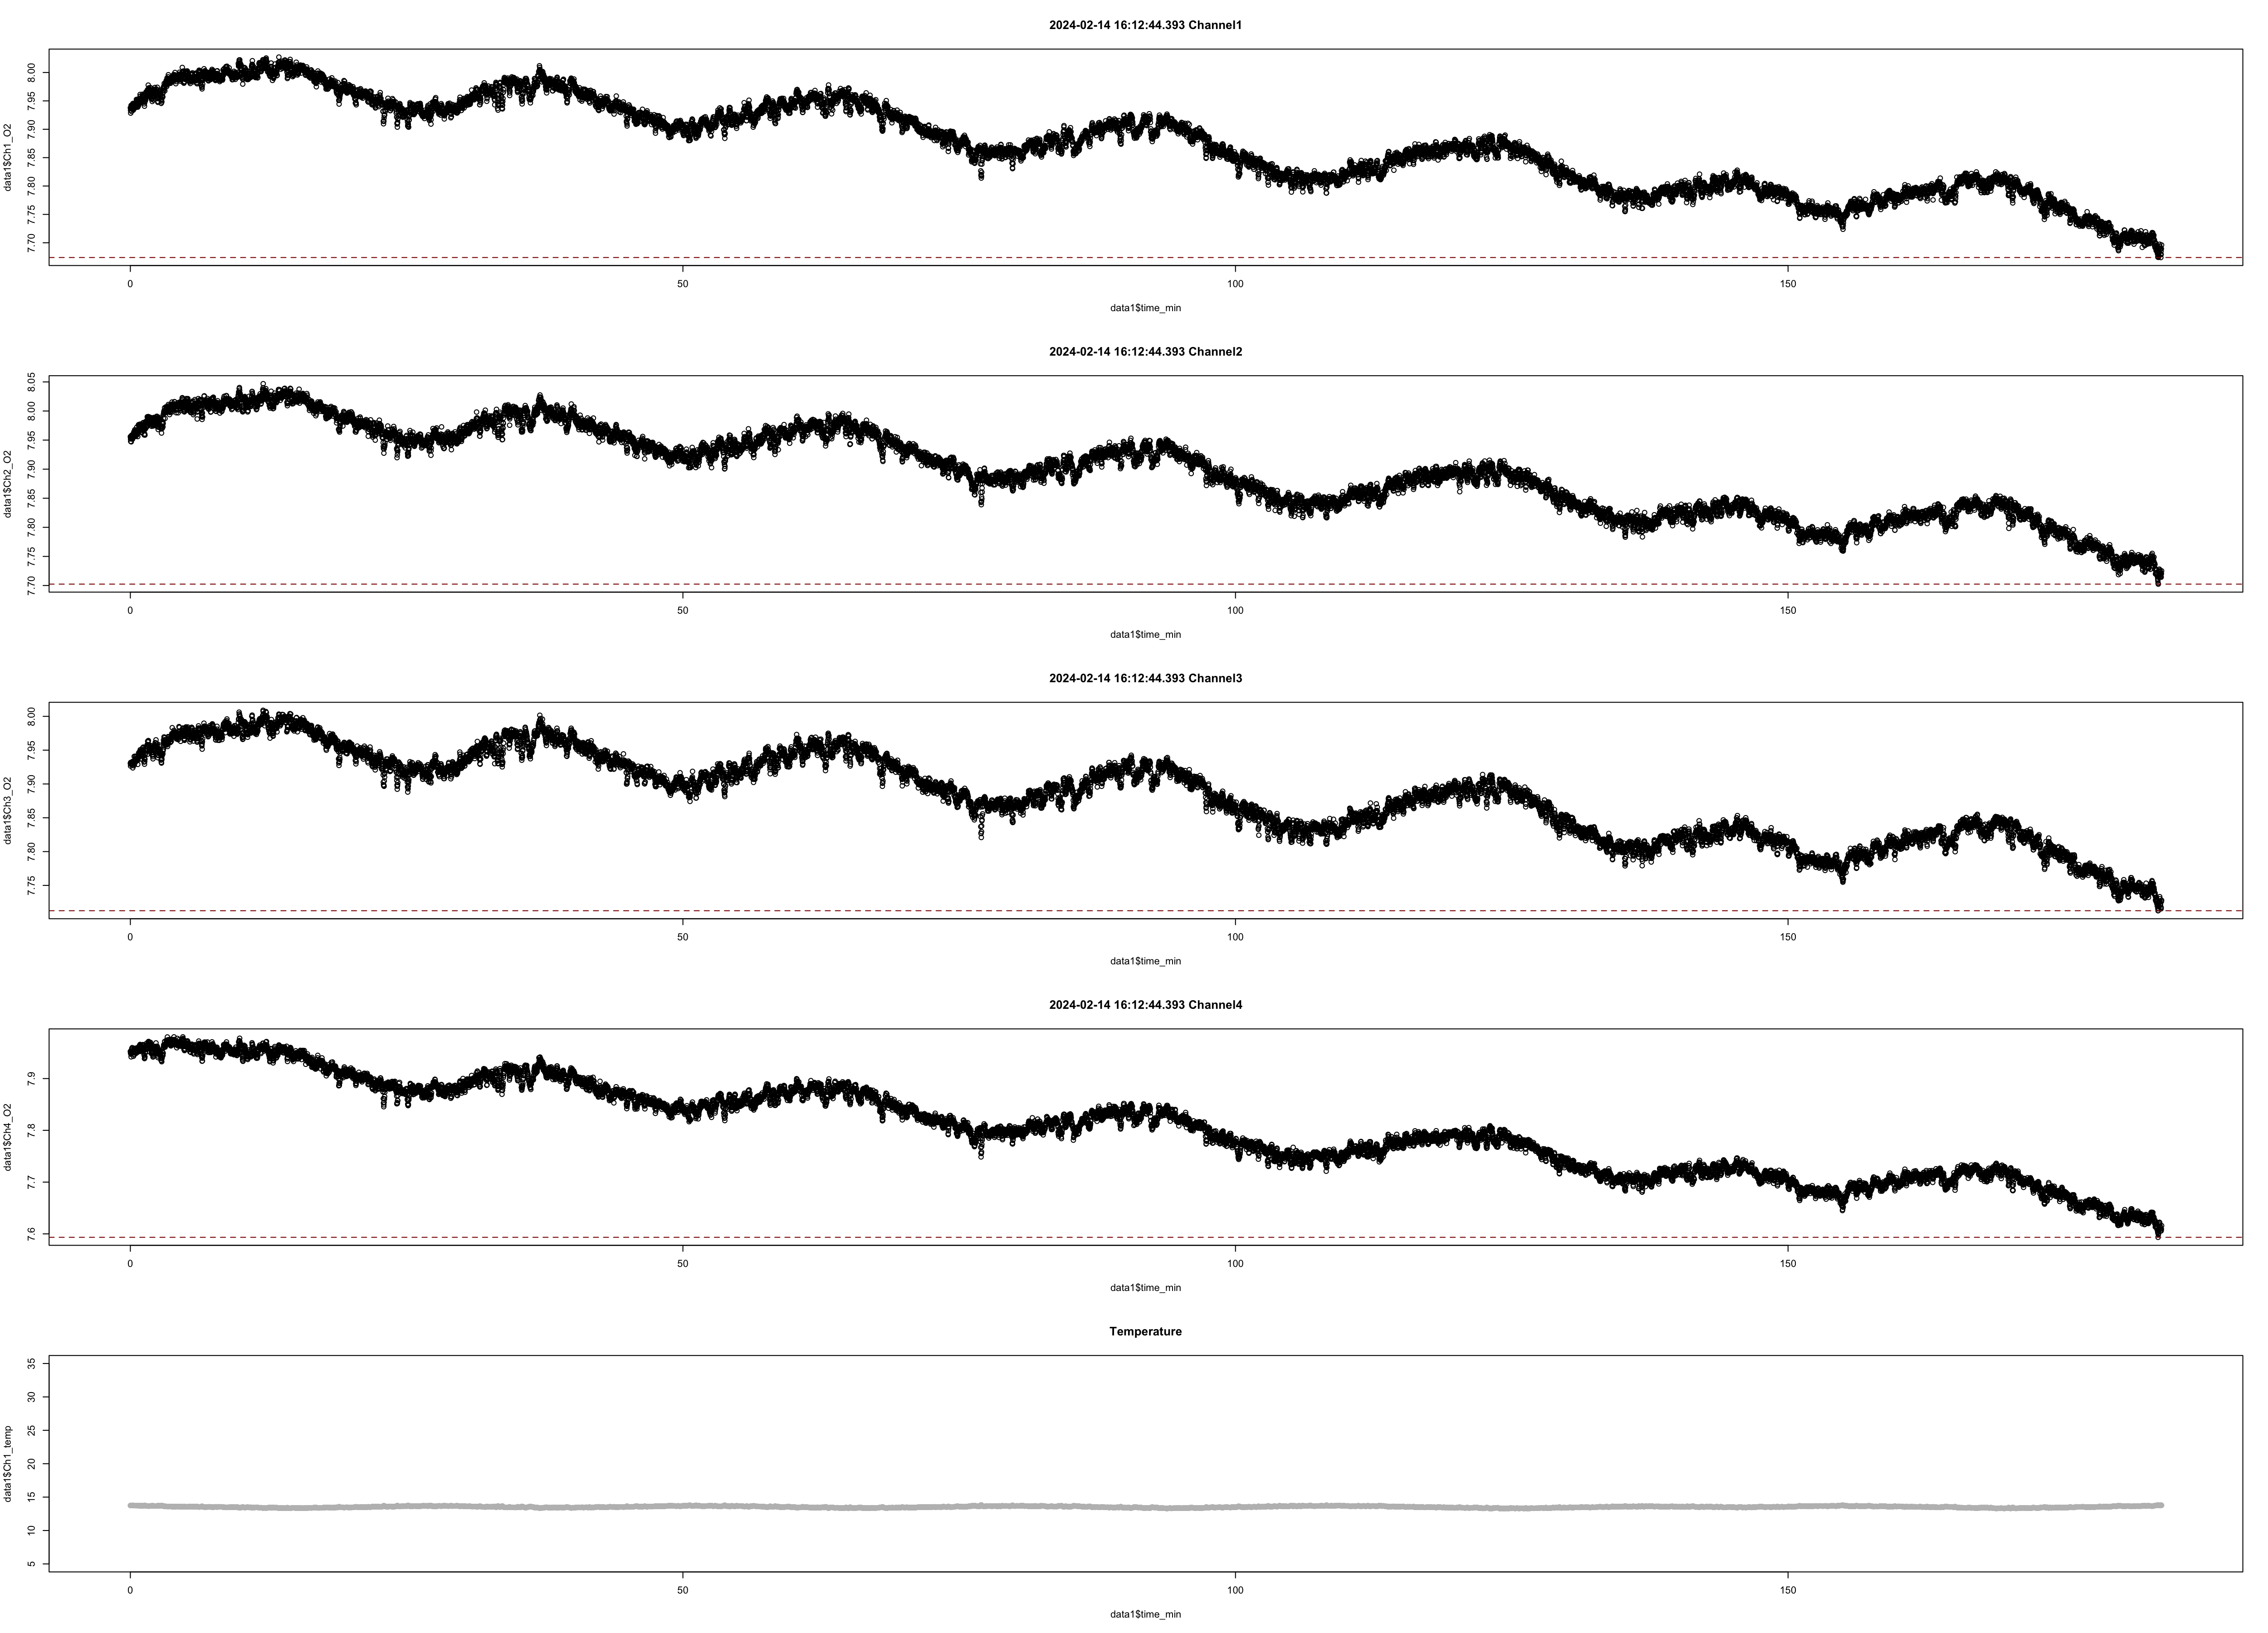 2024-02-14 16:12:44.393 Channel1
data1$Ch1_O2
8.00
7.95
7.90
7.85
7.80
7.75
7.70
0 50 100 150
data1$time_min
2024-02-14 16:12:44.393 Channel2
data1$Ch2_O2
8.05
8.00
7.95
7.90
7.85
7.80
7.75
7.70
0 50 100 150
data1$time_min
2024-02-14 16:12:44.393 Channel3
data1$Ch3_O2
8.00
7.95
7.90
7.85
7.80
7.75
0 50 100 150
data1$time_min
2024-02-14 16:12:44.393 Channel4
data1$Ch4_O2
7.9
7.8
7.7
7.6
0 50 100 150
data1$time_min
Temperature
data1$Ch1_temp
35
30
25
20
15
10
5
0 50 100 150
data1$time_min